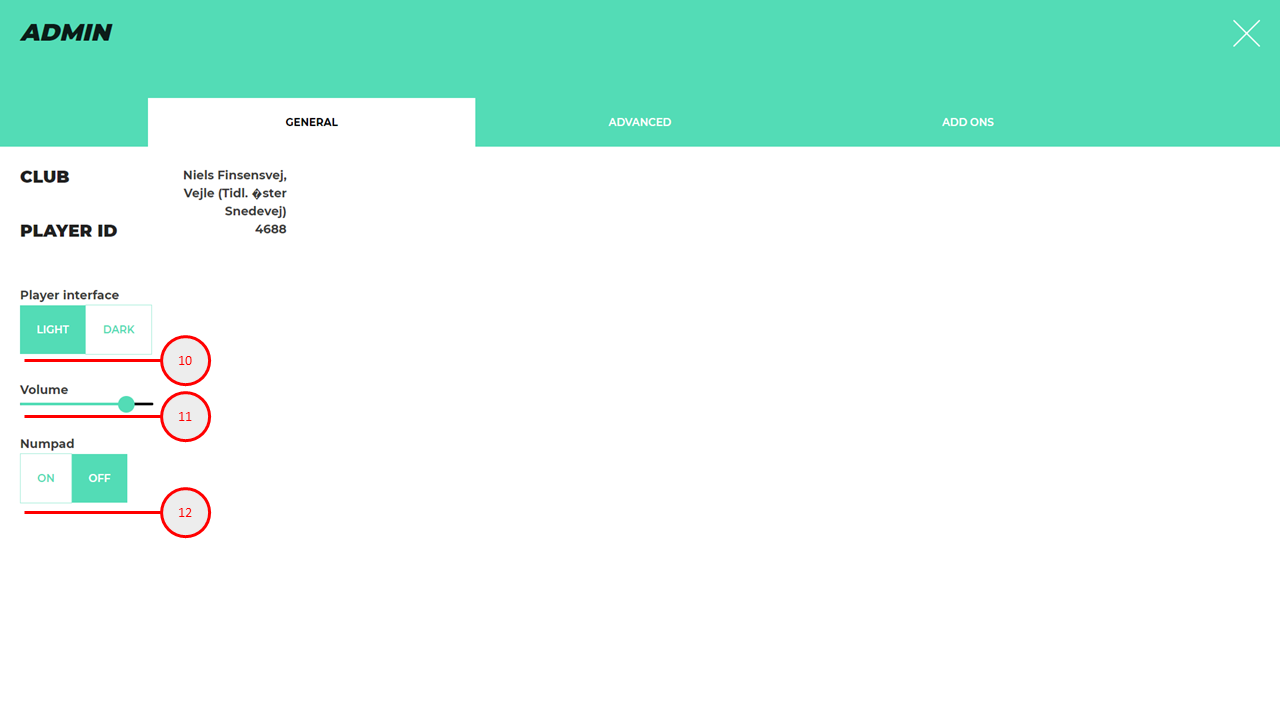 ADMIN
GENERAL
ADVANCED
ADD ONS
CLUB
Niels Finsensvej,
Vejle (Tidl. �ster
Snedevej)
PLAYER ID
4688
Player interface
LIGHT
DARK
10
Volume
11
Numpad
ON
OFF
12